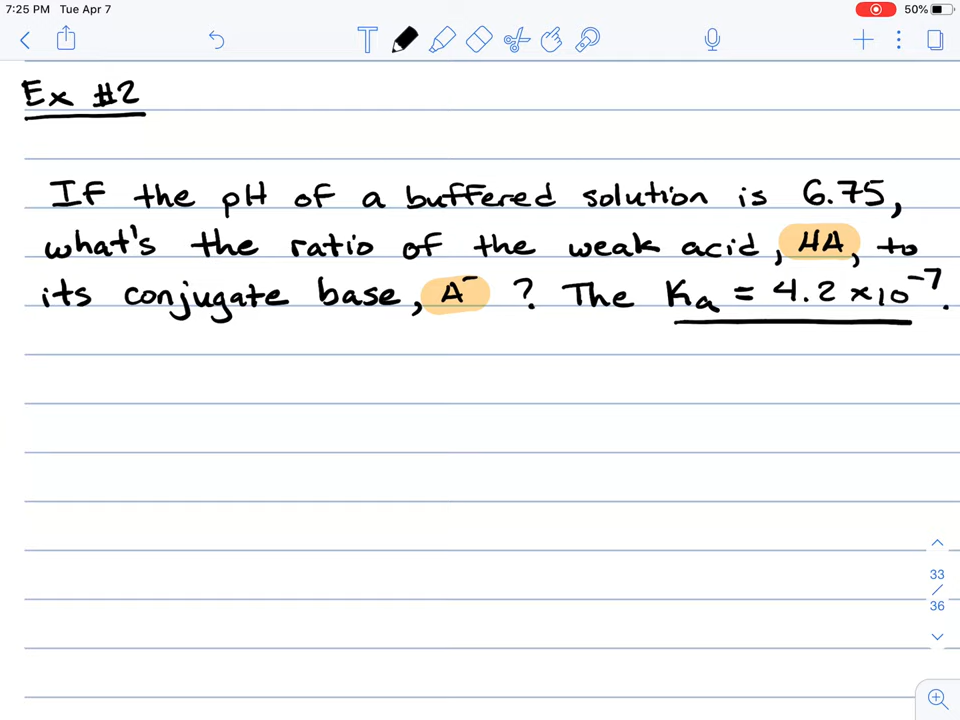 7:25 PM Tue Apr 7
50%
T
Ex #2
If the pH of a buffered solution is 6.75,
what's the ratio of the weak acid, HA, to
its conjugate base, A⁻ ? The Ka = 4.2 x 10⁻⁷.
33
/
36